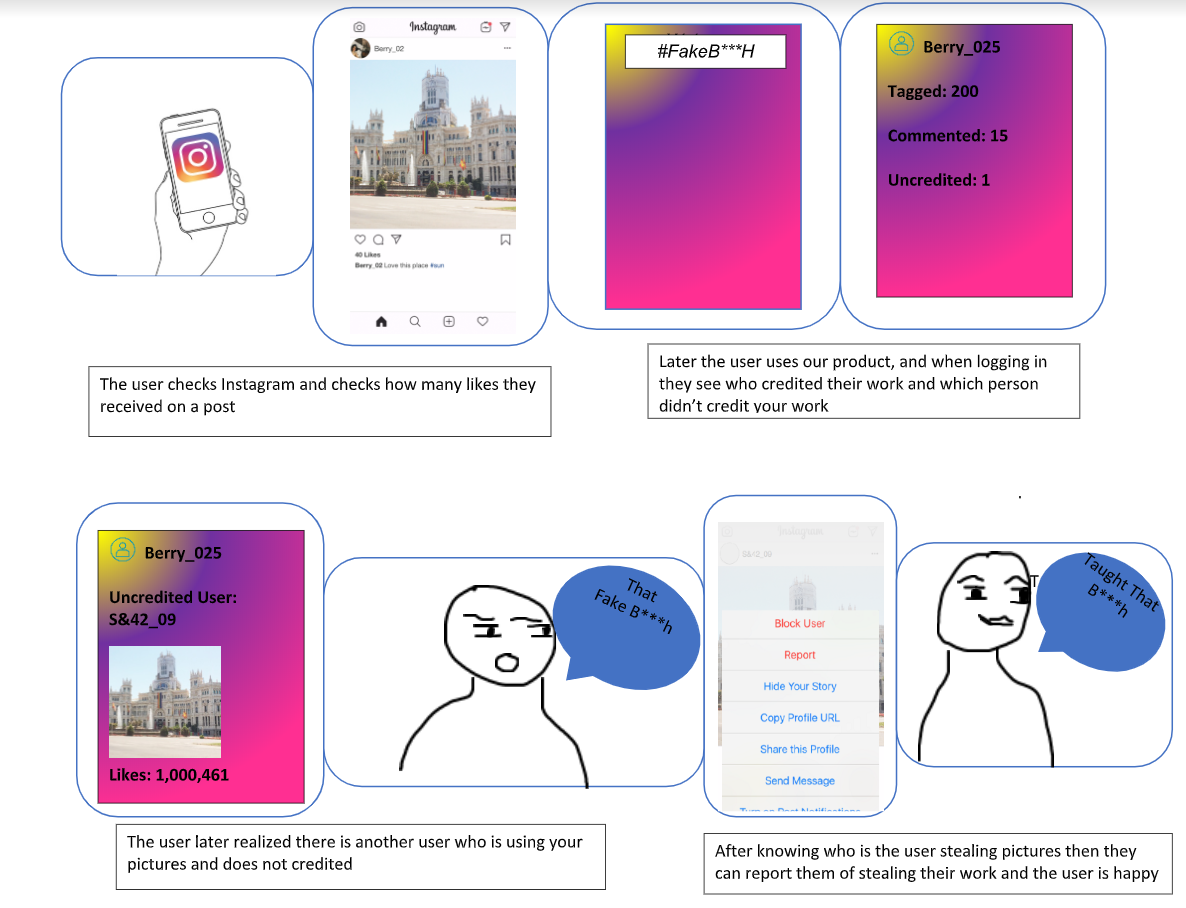 Instagram
Berry_02
40 Likes
Berry_02 Love this place #sun
#FakeB***H
Berry_025
Tagged: 200
Commented: 15
Uncredited: 1
The user checks Instagram and checks how many likes they
received on a post
Later the user uses our product, and when logging in
they see who credited their work and which person
didn’t credit your work
Berry_025
Uncredited User:
S&42_09
Likes: 1,000,461
That
Fake B***h
Instagram
S&42_09
Block User
Report
Hide Your Story
Copy Profile URL
Share this Profile
Send Message
Turn on Post Notifications
T
Taught That
B***h
The user later realized there is another user who is using your
pictures and does not credited
After knowing who is the user stealing pictures then they
can report them of stealing their work and the user is happy